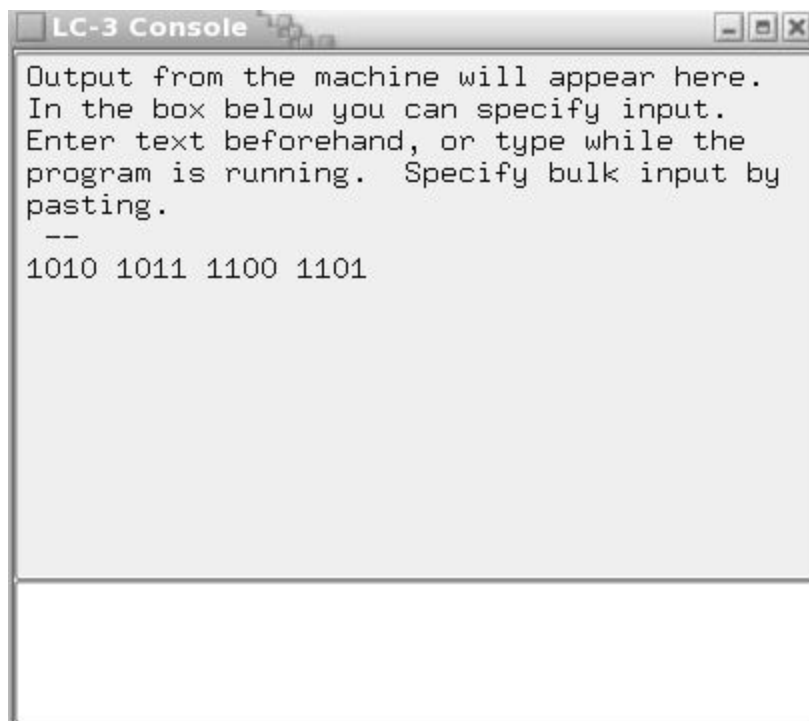 LC-3 Console
Output from the machine will appear here.
In the box below you can specify input.
Enter text beforehand, or type while the
program is running.  Specify bulk input by
pasting.
--
1010 1011 1100 1101